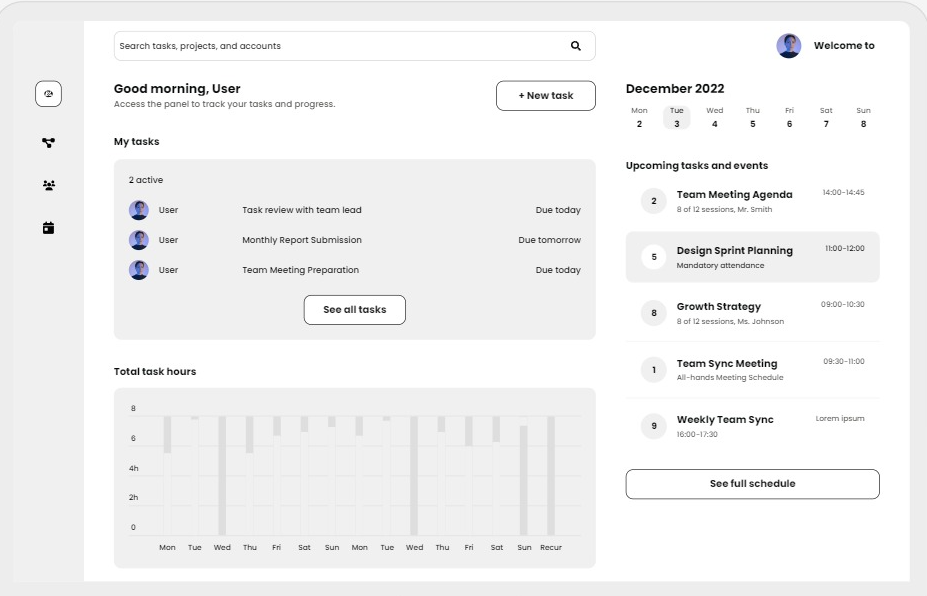 Search tasks, projects, and accounts
Welcome to
Good morning, User
Access the panel to track your tasks and progress.
+ New task
My tasks
2 active
User Task review with team lead Due today
User Monthly Report Submission Due tomorrow
User Team Meeting Preparation Due today
See all tasks
Total task hours
8
6
4h
2h
0
Mon Tue Wed Thu Fri Sat Sun Mon Tue Wed Thu Fri Sat Sun Recur
December 2022
Mon Tue Wed Thu Fri Sat Sun
2 3 4 5 6 7 8
Upcoming tasks and events
2 Team Meeting Agenda 14:00-14:45
8 of 12 sessions, Mr. Smith
5 Design Sprint Planning 11:00-12:00
Mandatory attendance
8 Growth Strategy 09:00-10:30
8 of 12 sessions, Ms. Johnson
1 Team Sync Meeting 09:30-11:00
All-hands Meeting Schedule
9 Weekly Team Sync Lorem ipsum
16:00-17:30
See full schedule